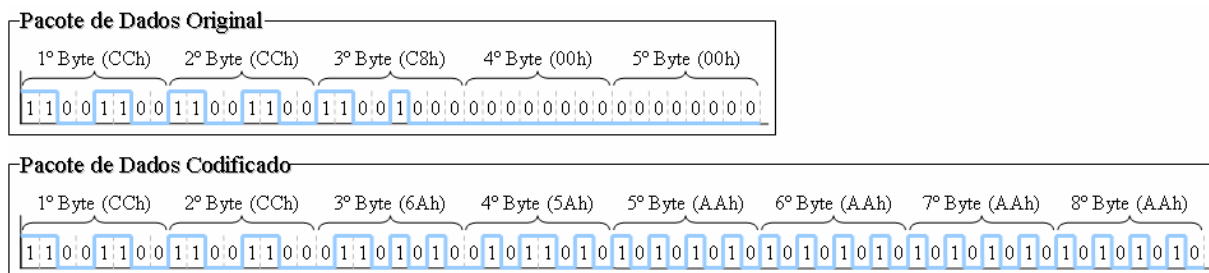 Pacote de Dados Original
1º Byte (CCh) 2º Byte (CCh) 3º Byte (C8h) 4º Byte (00h) 5º Byte (00h)
1 1 0 0 1 1 0 0 1 1 0 0 1 1 0 0 1 1 0 0 1 0 0 0 0 0 0 0 0 0 0 0 0 0 0 0 0 0 0 0
Pacote de Dados Codificado
1º Byte (CCh) 2º Byte (CCh) 3º Byte (6Ah) 4º Byte (5Ah) 5º Byte (AAh) 6º Byte (AAh) 7º Byte (AAh) 8º Byte (AAh)
1 1 0 0 1 1 0 0 1 1 0 0 1 1 0 0 0 1 1 0 1 0 1 0 0 1 0 1 1 0 1 0 1 0 1 0 1 0 1 0 1 0 1 0 1 0 1 0 1 0 1 0 1 0 1 0 1 0 1 0 1 0 1 0